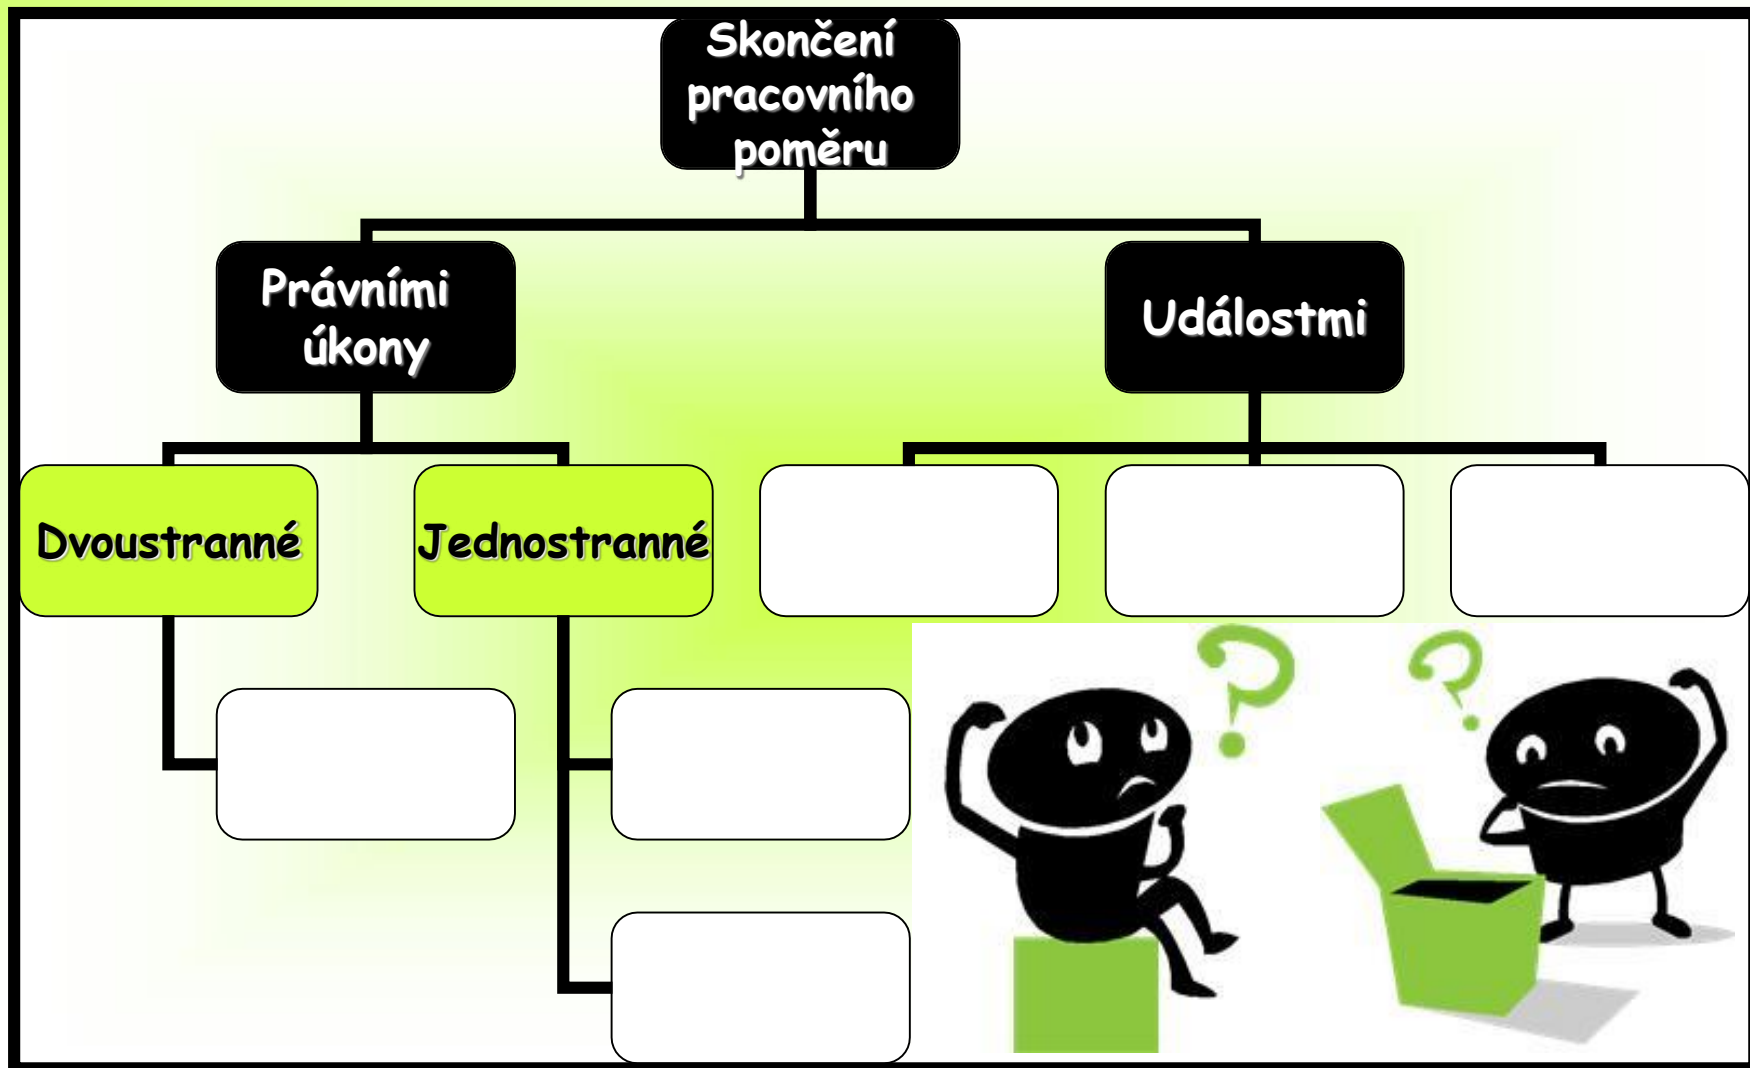 Skončení
pracovního
poměru
Právními
úkony
Událostmi
Dvoustranné
Jednostranné
? ?